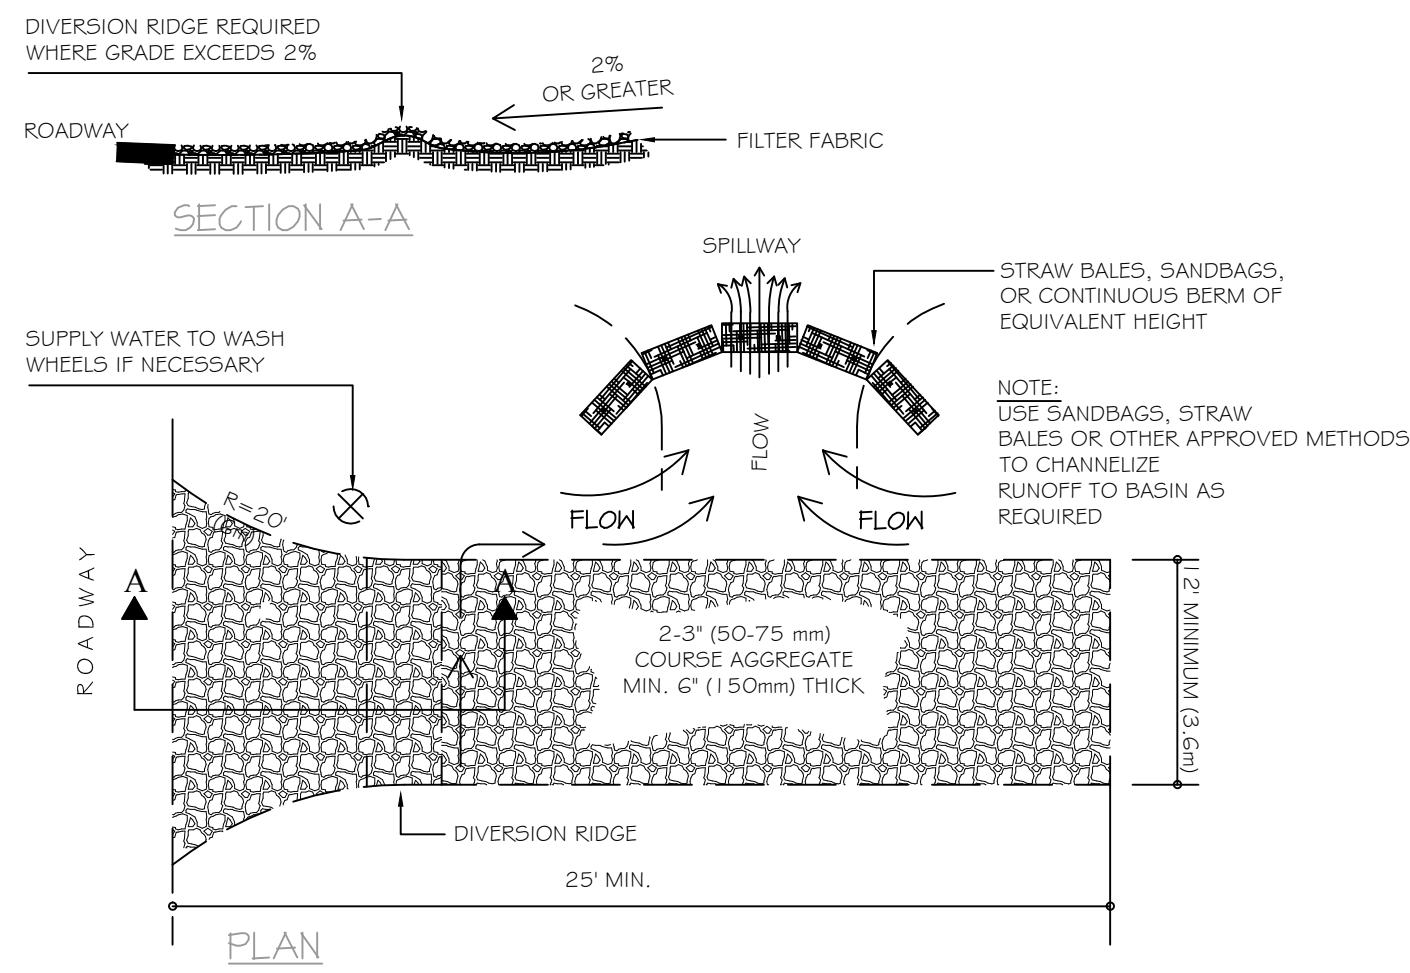 DIVERSION RIDGE REQUIRED
WHERE GRADE EXCEEDS 2%
2%
OR GREATER
ROADWAY
FILTER FABRIC
SECTION A-A
SPILLWAY
STRAW BALES, SANDBAGS,
OR CONTINUOUS BERM OF
EQUIVALENT HEIGHT
SUPPLY WATER TO WASH
WHEELS IF NECESSARY
NOTE:
USE SANDBAGS, STRAW
BALES OR OTHER APPROVED METHODS
TO CHANNELIZE
RUNOFF TO BASIN AS
REQUIRED
FLOW
FLOW
FLOW
R=20'
(6m)
ROADWAY
A
A
2-3" (50-75 mm)
COURSE AGGREGATE
MIN. 6" (150mm) THICK
12' MINIMUM (3.6m)
DIVERSION RIDGE
25' MIN.
PLAN